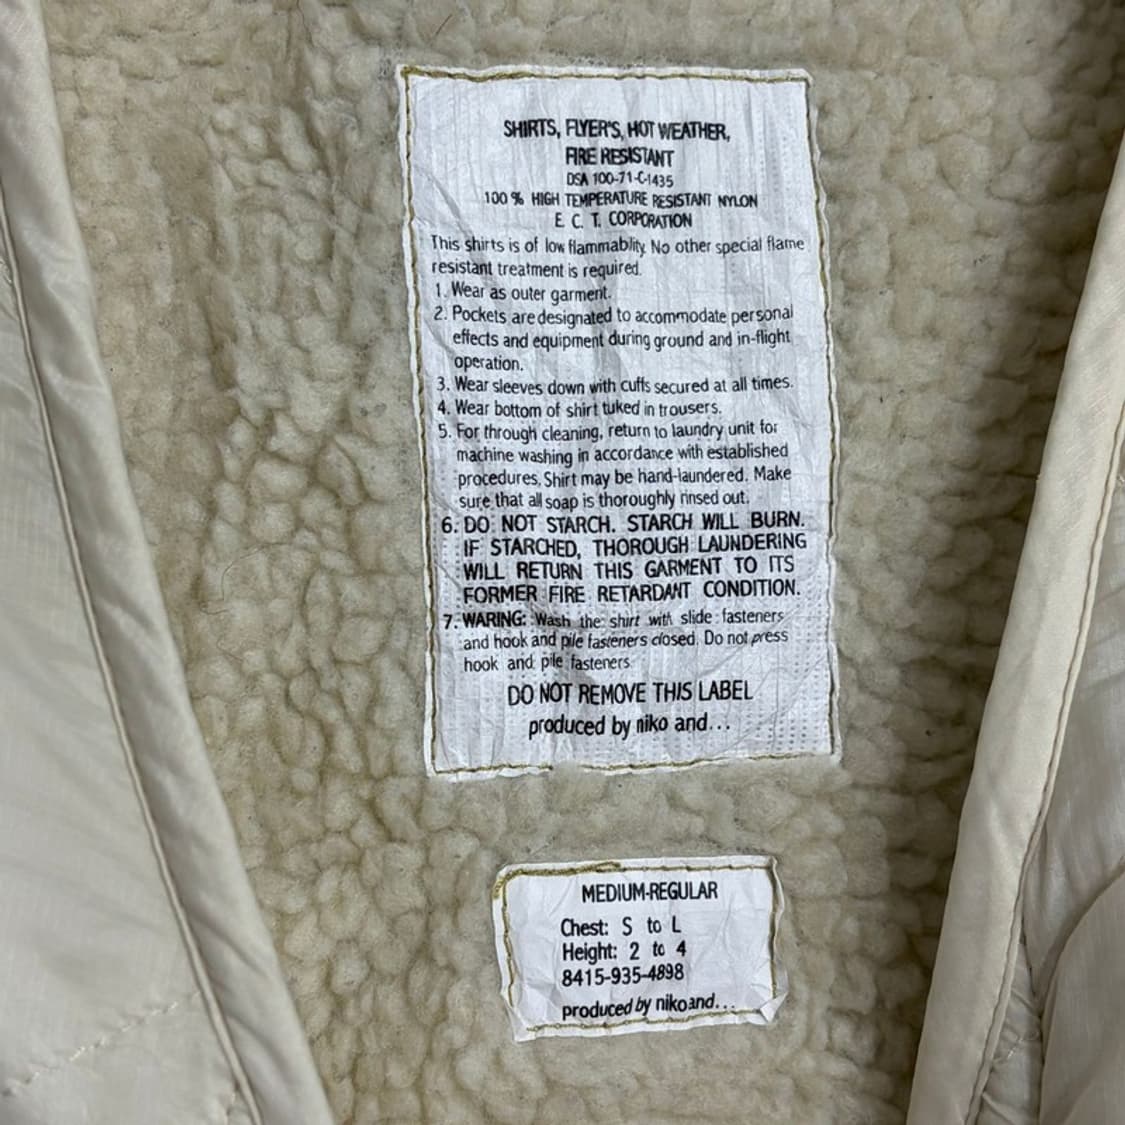 SHIRTS, FLYER'S, HOT WEATHER,
FIRE RESISTANT
DSA 100-71-C-1435
100 % HIGH TEMPERATURE RESISTANT NYLON
E. C. T. CORPORATION
This shirts is of low flammablity. No other special flame
resistant treatment is required.
1. Wear as outer garment.
2. Pockets are designated to accommodate personal
effects and equipment during ground and in-flight
operation.
3. Wear sleeves down with cuffs secured at all times.
4. Wear bottom of shirt tuked in trousers.
5. For through cleaning, return to laundry unit for
machine washing in accordance with established
procedures. Shirt may be hand-laundered. Make
sure that all soap is thoroughly rinsed out.
6. DO NOT STARCH. STARCH WILL BURN.
IF STARCHED, THOROUGH LAUNDERING
WILL RETURN THIS GARMENT TO ITS
FORMER FIRE RETARDANT CONDITION.
7. WARING: Wash the shirt with slide fasteners
and hook and pile fasteners closed. Do not press
hook and pile fasteners.
DO NOT REMOVE THIS LABEL
produced by niko and...
MEDIUM-REGULAR
Chest: S to L
Height: 2 to 4
8415-935-4898
produced by niko and...